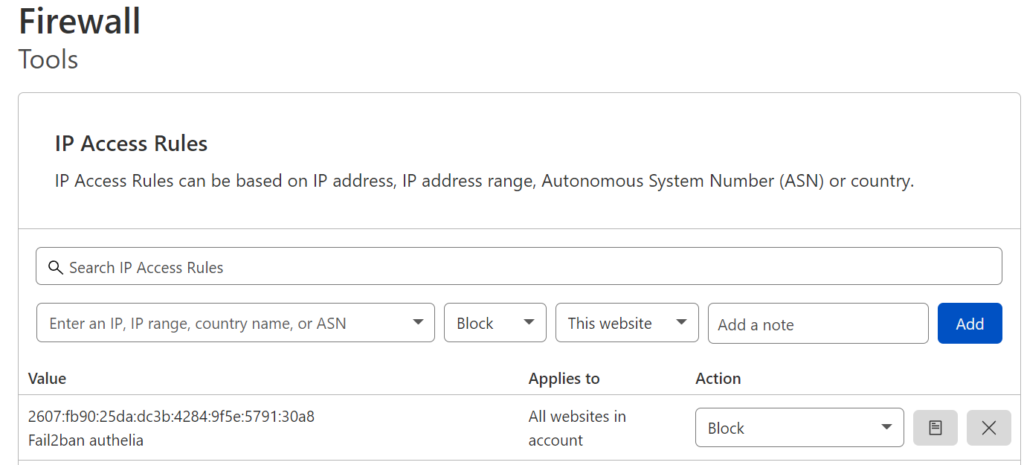 Firewall
Tools
IP Access Rules
IP Access Rules can be based on IP address, IP address range, Autonomous System Number (ASN) or country.
Search IP Access Rules
Enter an IP, IP range, country name, or ASN Block This website Add a note Add
Value Applies to Action
2607:fb90:25da:dc3b:4284:9f5e:5791:30a8 All websites in
Fail2ban authelia account Block